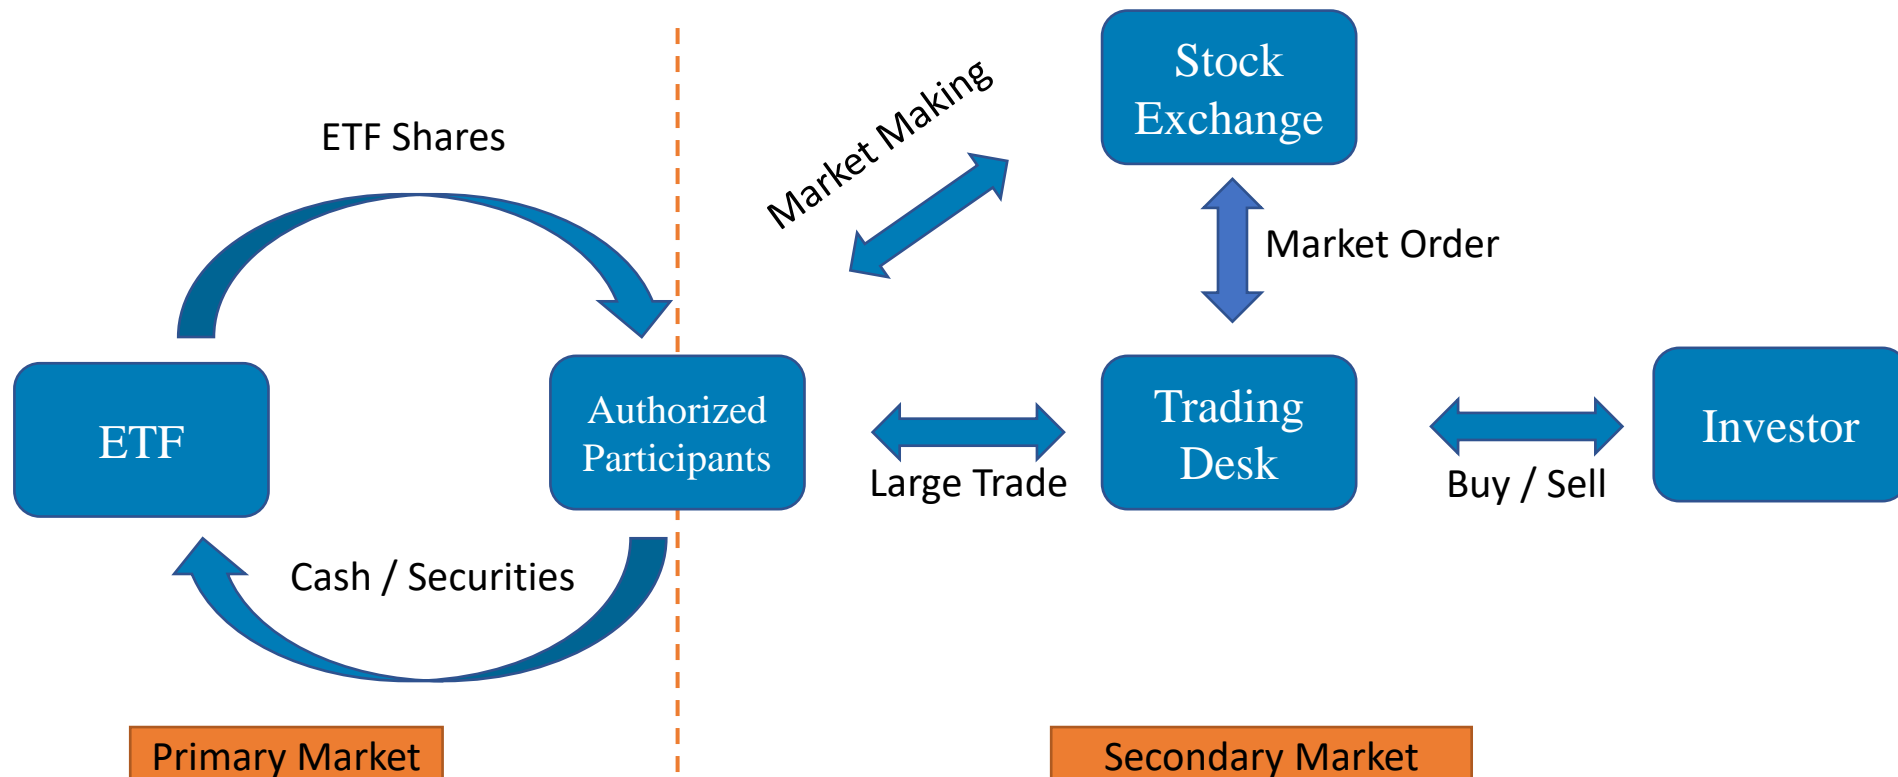 Stock
Exchange
Market Making
ETF Shares
Market Order
ETF
Authorized
Participants
Large Trade
Trading
Desk
Buy / Sell
Investor
Cash / Securities
Primary Market
Secondary Market